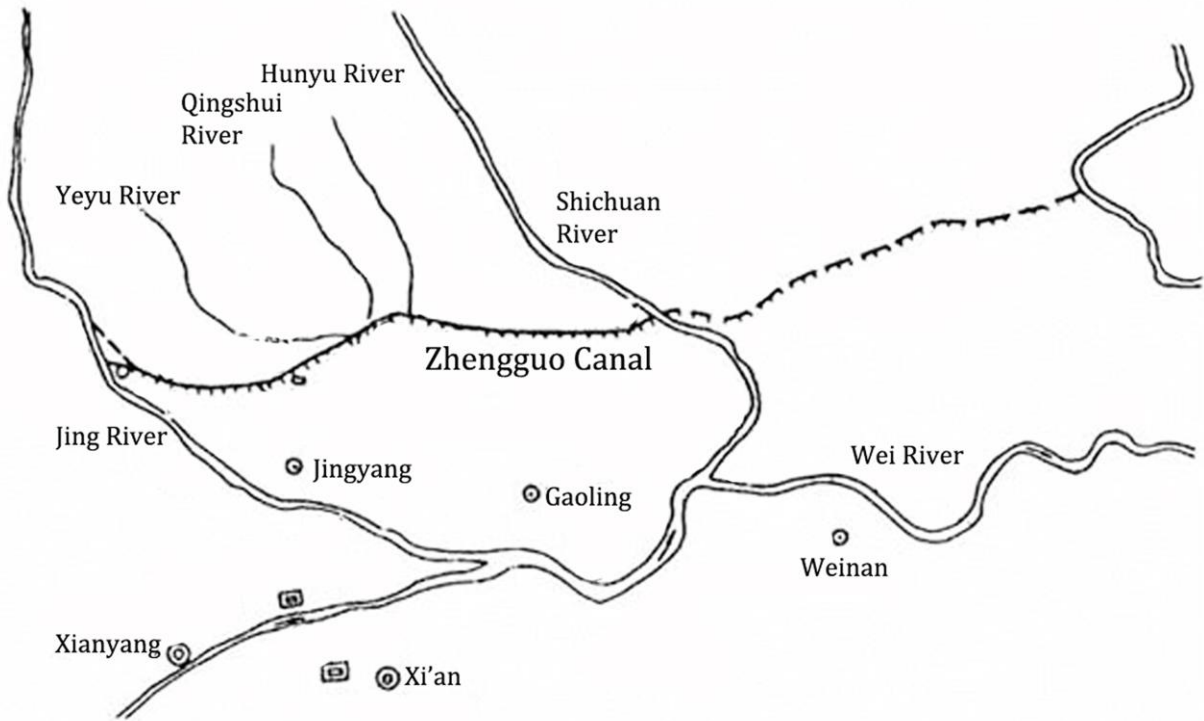 Hunyu River
Qingshui
River
Yeyu River
Shichuan
River
Zhengguo Canal
Jing River
Jingyang
Gaoling
Wei River
Weinan
Xianyang
Xi’an